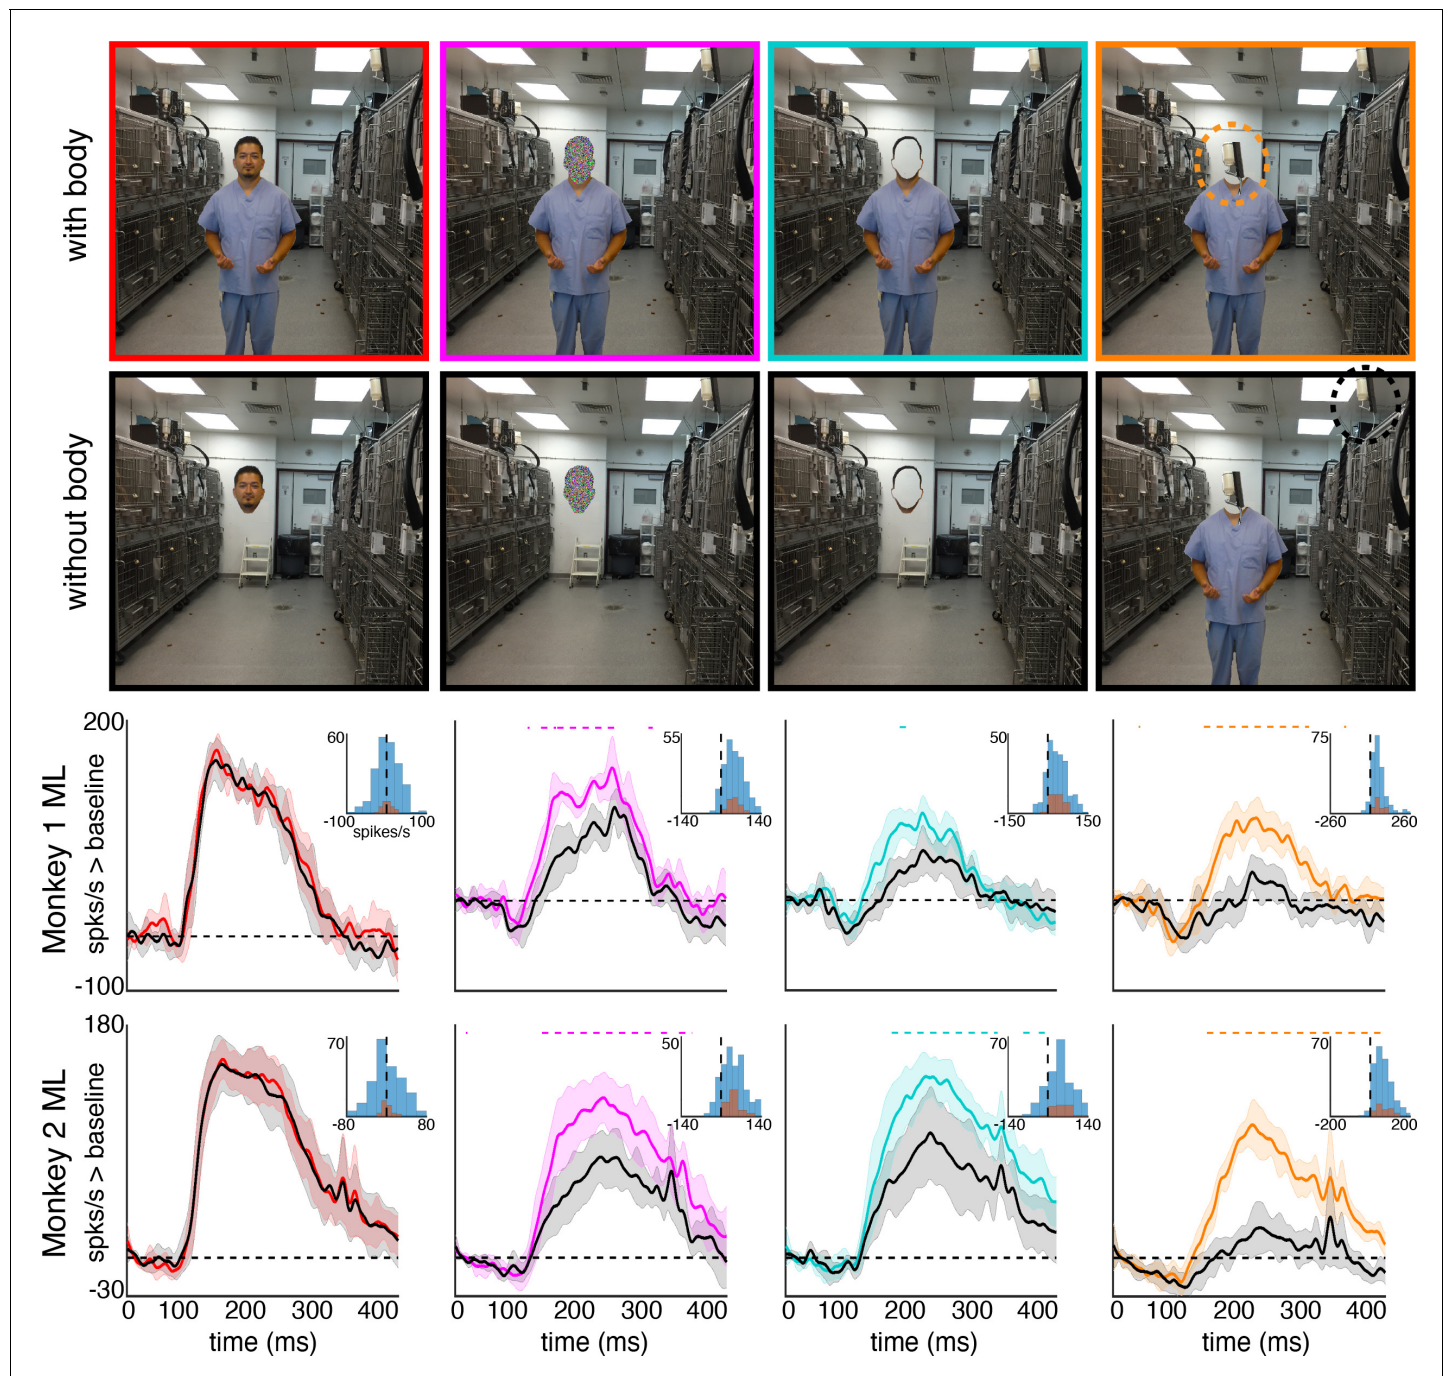 with body
without body
Monkey 1 ML
spks/s > baseline
200
-100
60
-100 100
spikes/s
55
-140 140
50
-150 150
75
-260 260
Monkey 2 ML
spks/s > baseline
180
-30
70
-80 80
50
-140 140
70
-140 140
70
-200 200
0 100 200 300 400
0 100 200 300 400
0 100 200 300 400
0 100 200 300 400
time (ms)
time (ms)
time (ms)
time (ms)